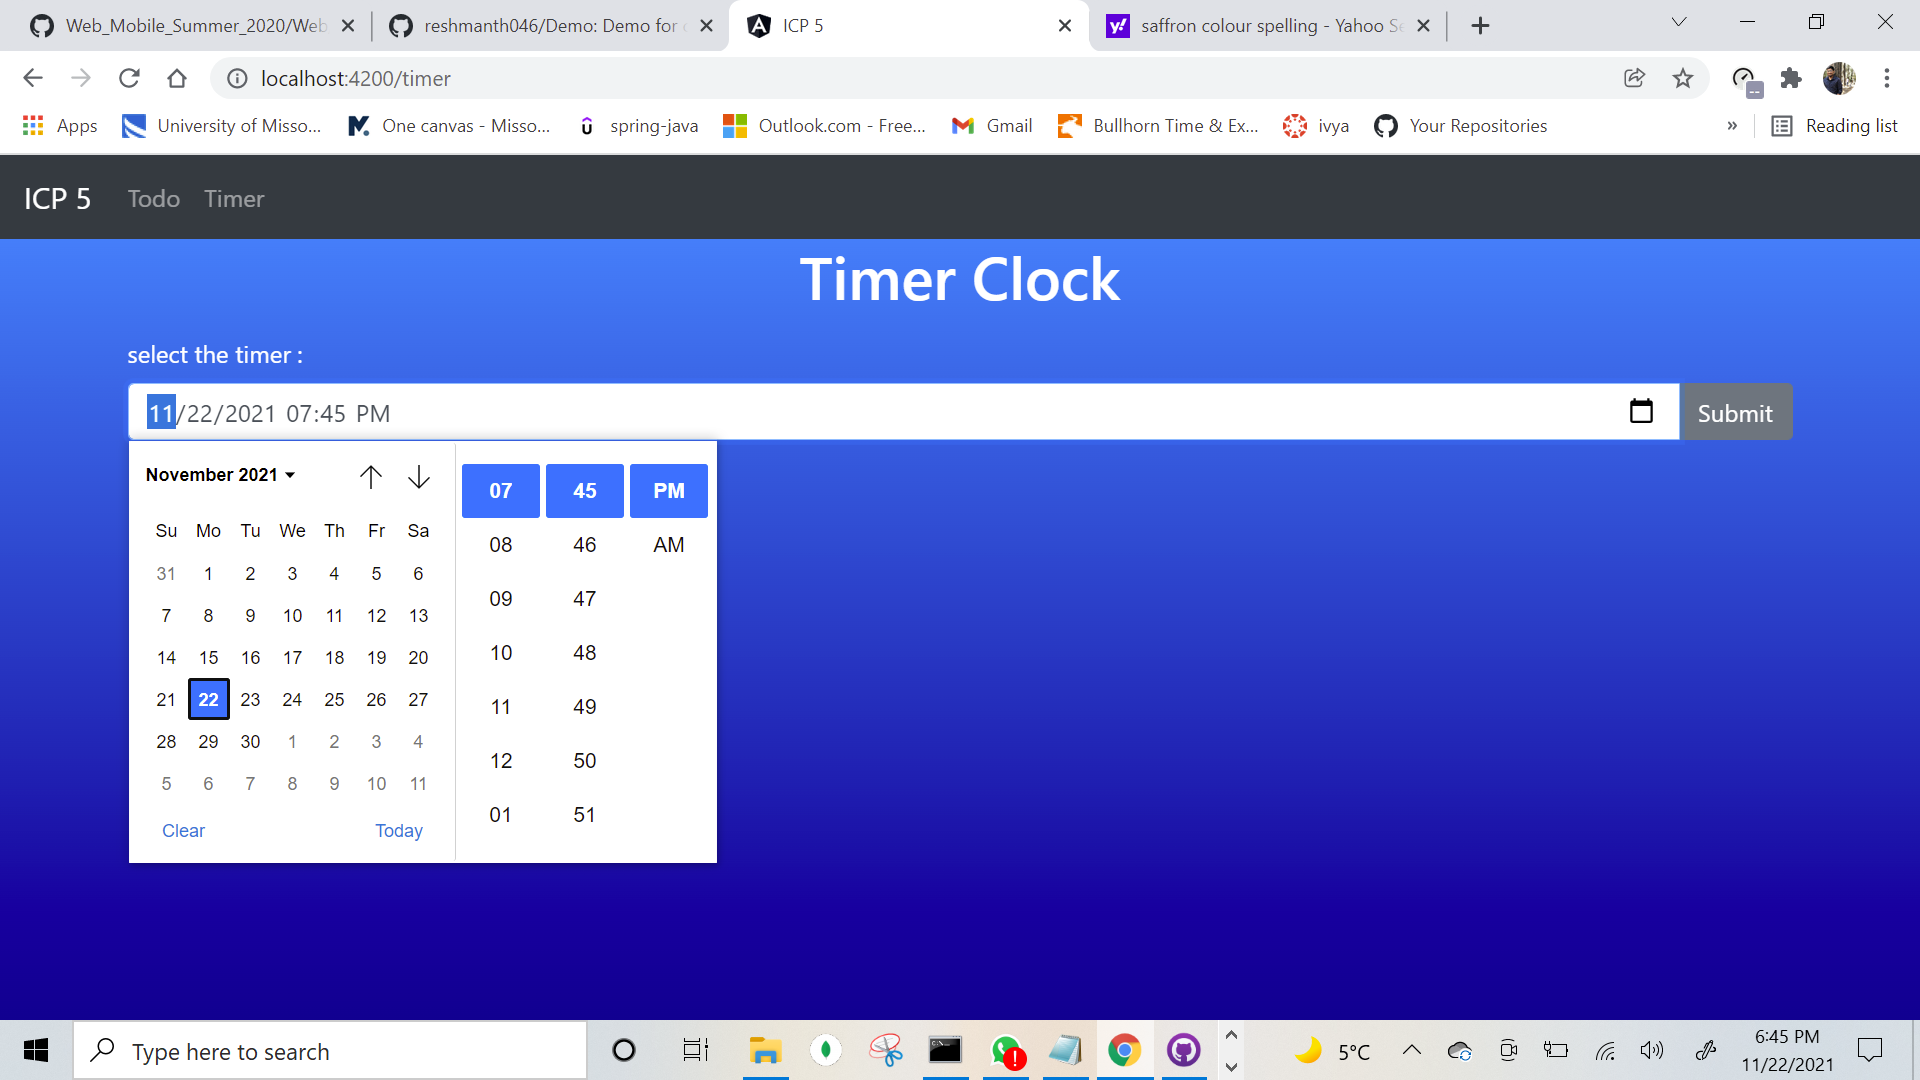 Web_Mobile_Summer_2020/Web
reshmanth046/Demo: Demo for
ICP 5
saffron colour spelling - Yahoo Se
localhost:4200/timer
Apps
University of Misso...
One canvas - Misso...
spring-java
Outlook.com - Free...
Gmail
Bullhorn Time & Ex...
ivya
Your Repositories
»
Reading list
ICP 5
Todo
Timer
Timer Clock
select the timer :
11/22/2021 07:45 PM
Submit
November 2021
07 45 PM
Su Mo Tu We Th Fr Sa
08 46 AM
31 1 2 3 4 5 6
09 47
7 8 9 10 11 12 13
10 48
14 15 16 17 18 19 20
11 49
21 22 23 24 25 26 27
12 50
28 29 30 1 2 3 4
5 6 7 8 9 10 11
01 51
Clear
Today
Type here to search
5°C
6:45 PM
11/22/2021